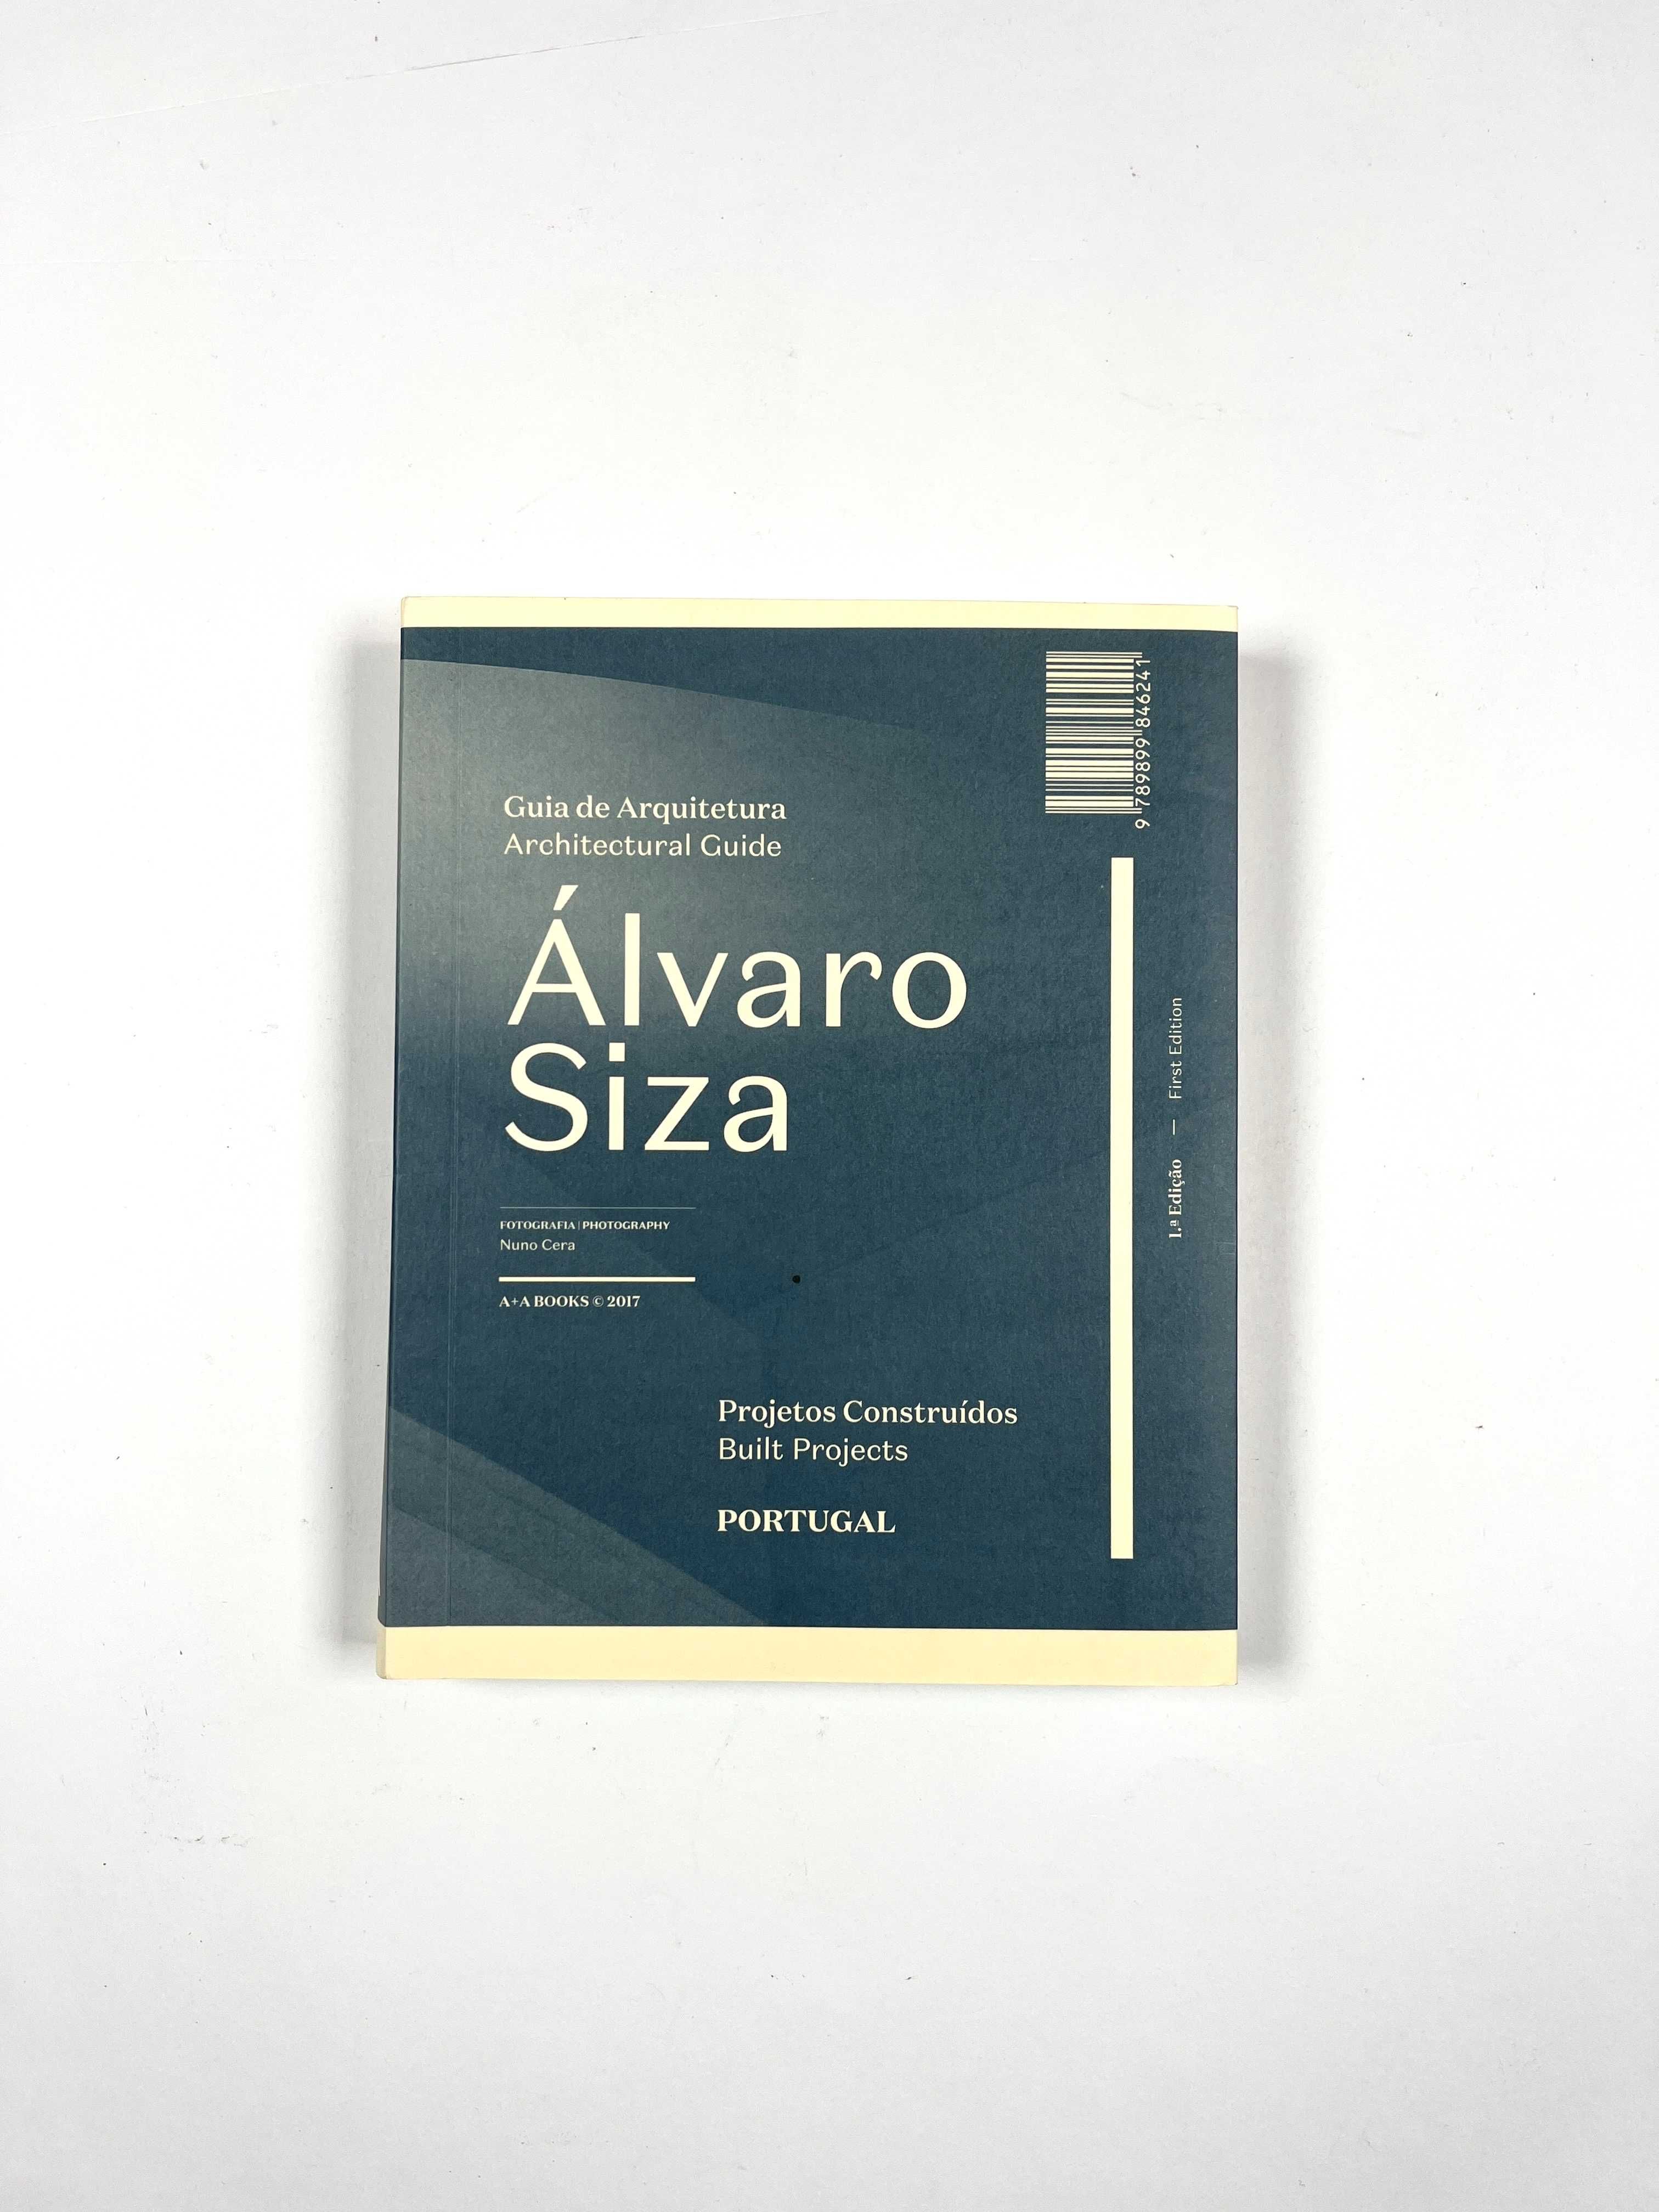 Guia de Arquitetura
Architectural Guide
Álvaro
Siza
FOTOGRAFIA | PHOTOGRAPHY
Nuno Cera
A+A BOOKS © 2017
Projetos Construídos
Built Projects
PORTUGAL
9 789899 846241
1.ª Edição — First Edition